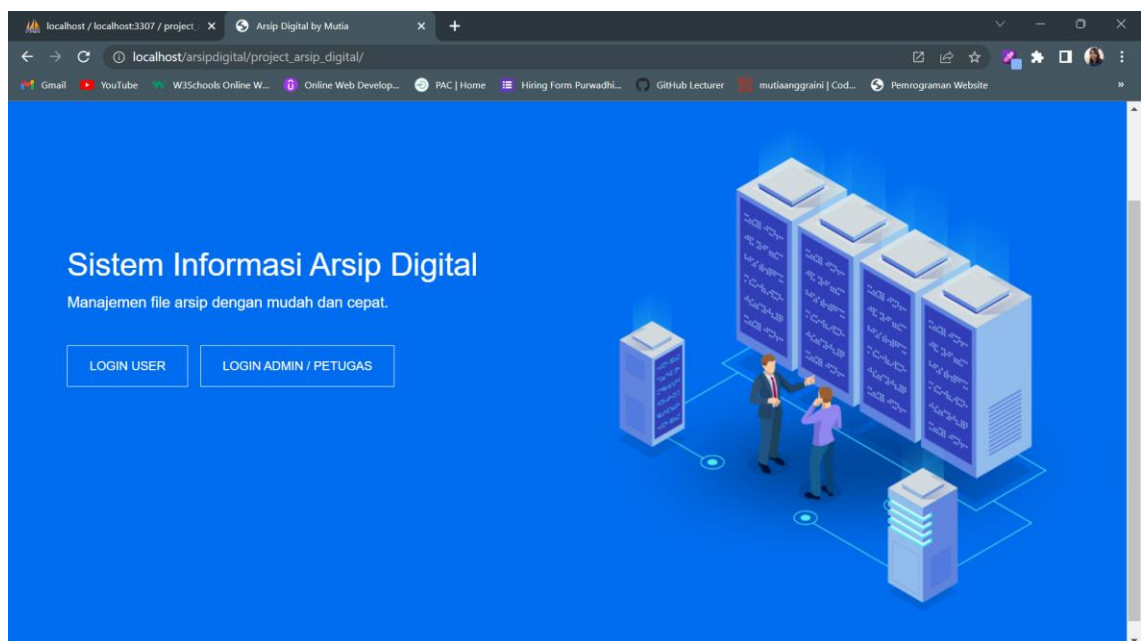 localhost / localhost:3307 / project_
Arsip Digital by Mutia
localhost/arsipdigital/project_arsip_digital/
Gmail
YouTube
W3Schools Online W...
Online Web Develop...
PAC | Home
Hiring Form Purwadhi...
GitHub Lecturer
mutiaanggraini | Cod...
Pemrograman Website
Sistem Informasi Arsip Digital
Manajemen file arsip dengan mudah dan cepat.
LOGIN USER
LOGIN ADMIN / PETUGAS